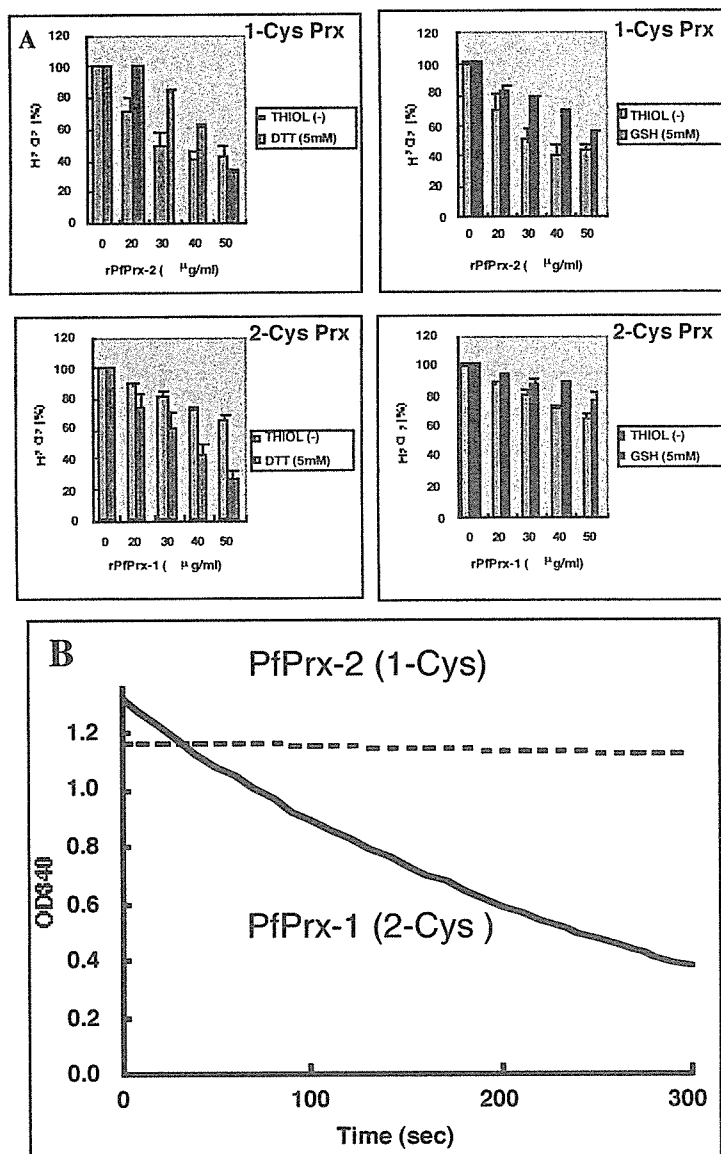 A
1-Cys Prx
120
100
80
60
40
20
0
0 20 30 40 50
rPfPrx-2 ( μg/ml)
THIOL (-)
DTT (5mM)
1-Cys Prx
120
100
80
60
40
20
0
0 20 30 40 50
rPfPrx-2 ( μg/ml)
THIOL (-)
GSH (5mM)
2-Cys Prx
120
100
80
60
40
20
0
0 20 30 40 50
rPfPrx-1 ( μg/ml)
THIOL (-)
DTT (5mM)
2-Cys Prx
120
100
80
60
40
20
0
0 20 30 40 50
rPfPrx-1 ( μg/ml)
THIOL (-)
GSH (5mM)
B
PfPrx-2 (1-Cys)
1.2
1.0
0.8
0.6
0.4
0.2
0.0
OD340
PfPrx-1 (2-Cys )
0 100 200 300
Time (sec)